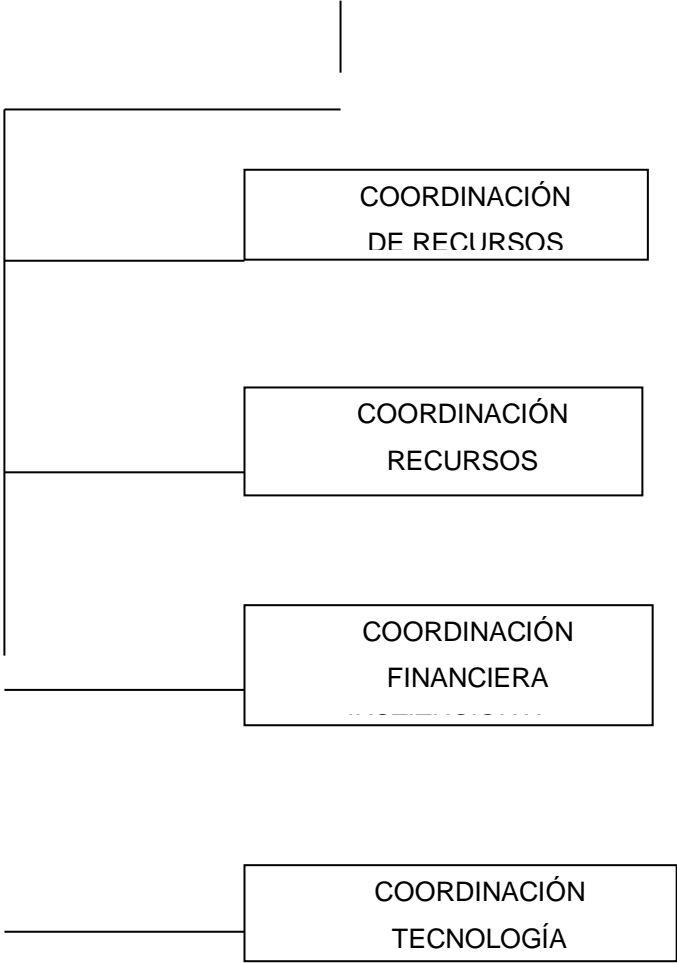 COORDINACIÓN
DE RECURSOS
COORDINACIÓN
RECURSOS
COORDINACIÓN
FINANCIERA
COORDINACIÓN
TECNOLOGÍA